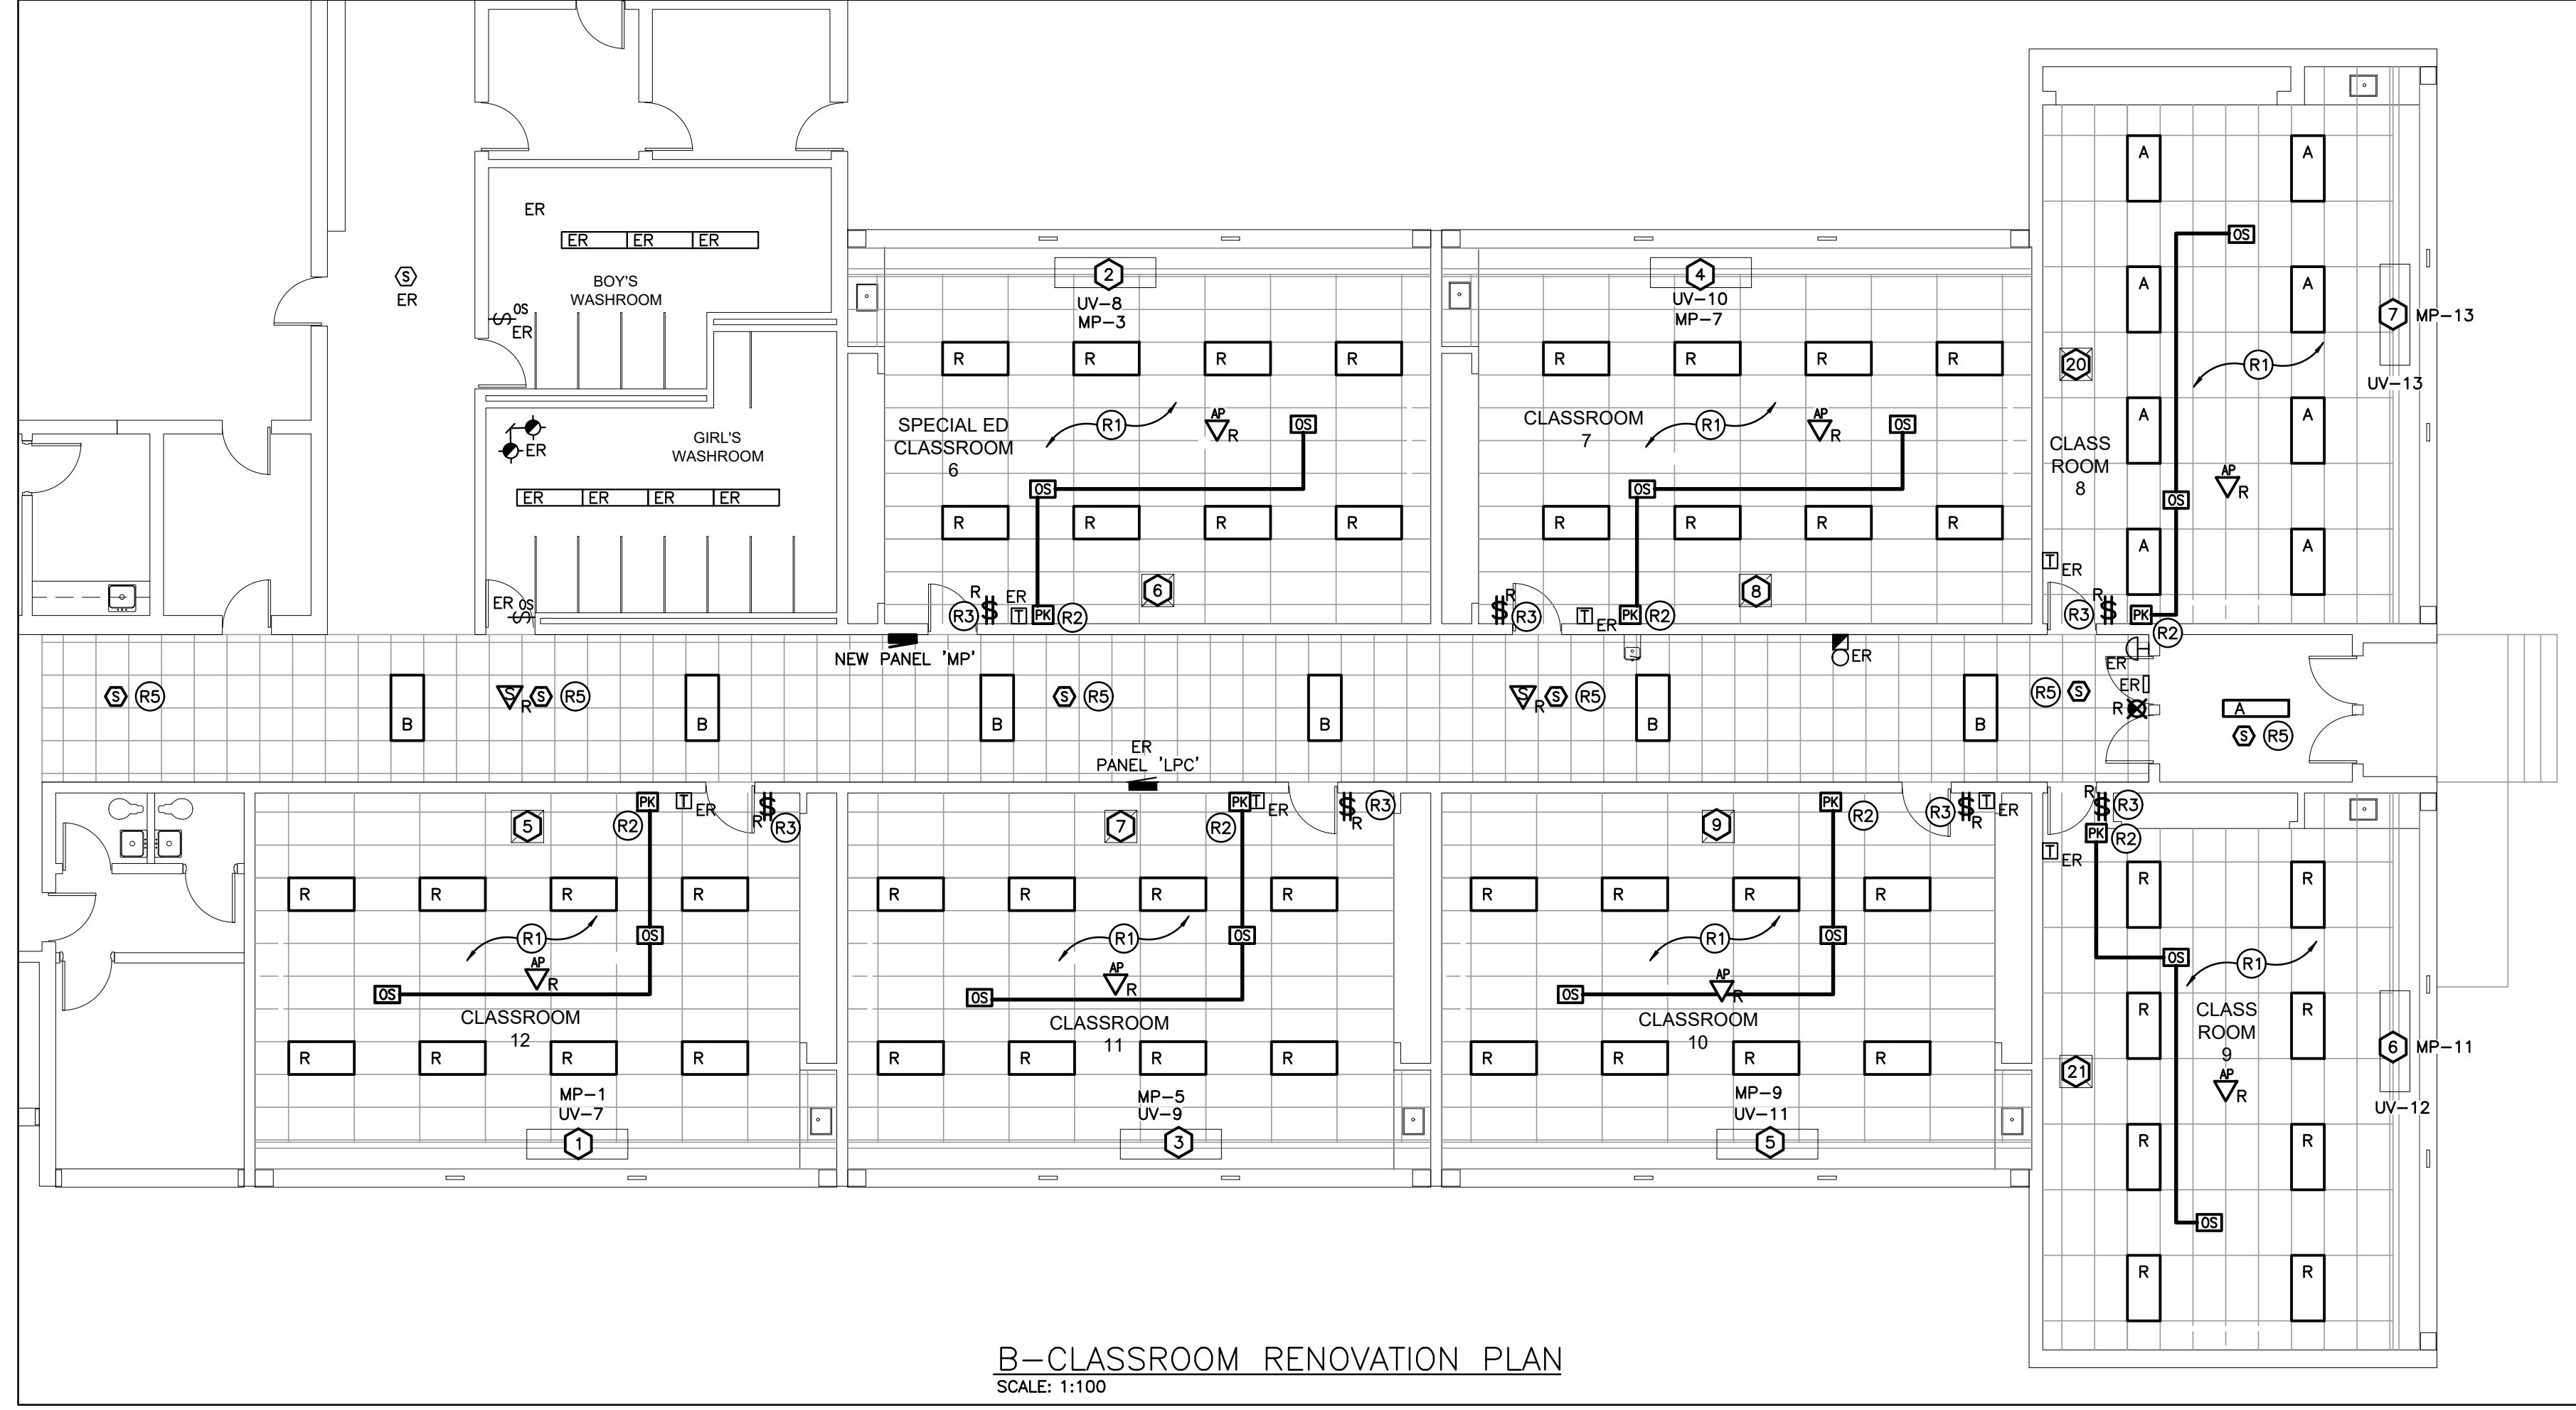 ER
ER ER ER
BOY'S
WASHROOM
S
ER
OS
ER
ER
GIRL'S
WASHROOM
ER ER ER ER
ER OS
2
UV-8
MP-3
R R R R
SPECIAL ED
CLASSROOM
6
R1
AP
R
OS
OS
R R R R
6
R
R3
ER
T
PK
R2
4
UV-10
MP-7
R R R R
CLASSROOM
7
R1
AP
R
OS
OS
R R R R
8
R
R3
T
ER
PK
R2
A A
OS
A A
7
MP-13
UV-13
20
R1
A A
CLASS
ROOM
8
AP
R
OS
A A
T
ER
R
R3
PK
R2
NEW PANEL 'MP'
ER
ER
ER
R
S R5
B
S
R
S R5
B
B
S R5
B
S
R
S R5
B
B
R5 S
A
S R5
ER
PANEL 'LPC'
5
PK
R2
T
ER
R
R3
R R R R
R1
OS
AP
R
OS
CLASSROOM
12
R R R R
MP-1
UV-7
1
7
PK
T
R2
ER
R
R3
R R R R
R1
OS
AP
R
OS
CLASSROOM
11
R R R R
MP-5
UV-9
3
9
PK
R2
R3
R
T
ER
R R R R
R1
OS
AP
R
OS
CLASSROOM
10
R R R R
MP-9
UV-11
5
R
R3
PK
R2
T
ER
R R
OS
R1
R R
CLASS
ROOM
9
6
MP-11
UV-12
21
AP
R
R R
OS
R R
B-CLASSROOM RENOVATION PLAN
SCALE: 1:100